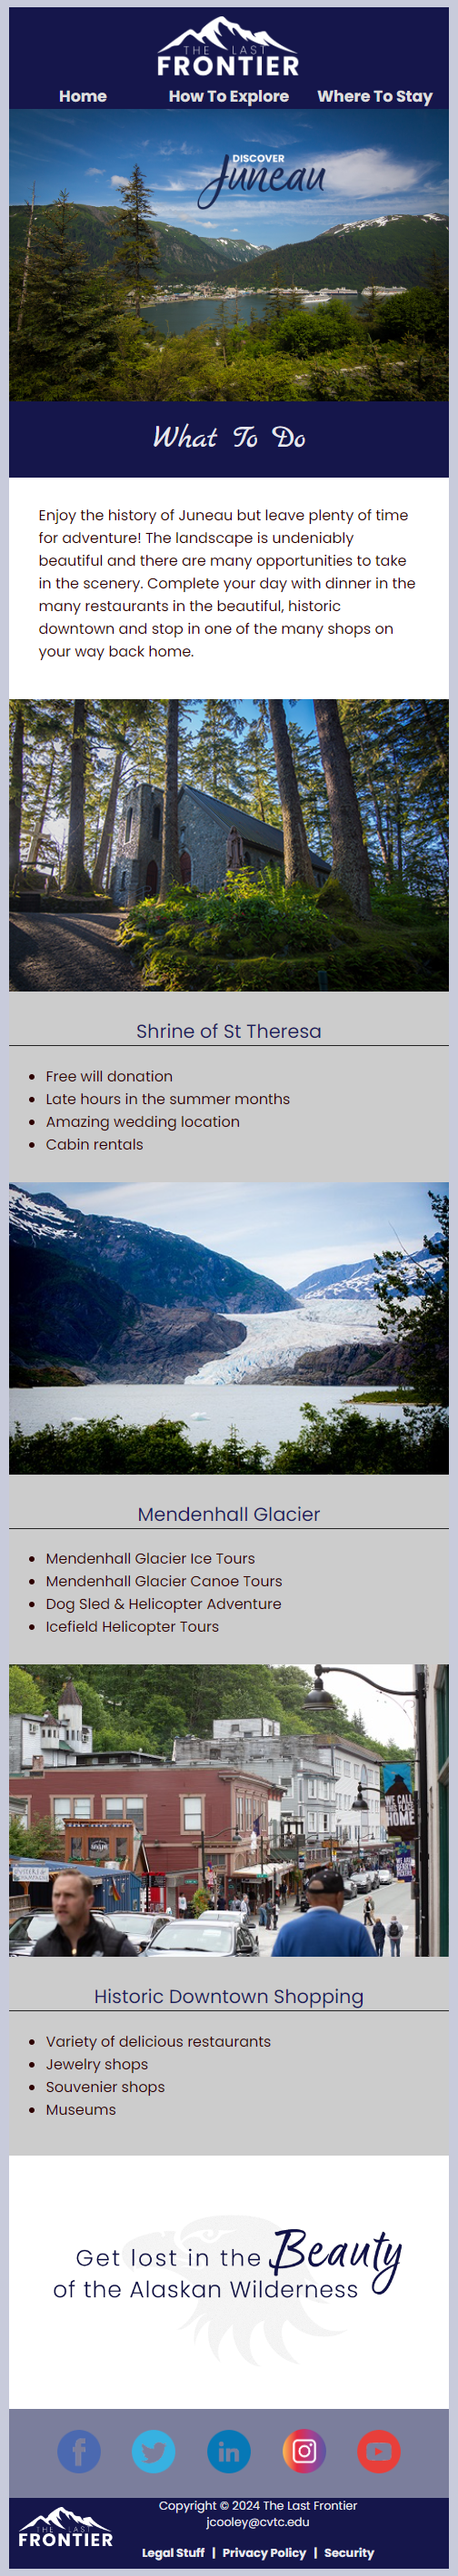 THE LAST
FRONTIER
Home How To Explore Where To Stay
DISCOVER
Juneau
What To Do
Enjoy the history of Juneau but leave plenty of time
for adventure! The landscape is undeniably
beautiful and there are many opportunities to take
in the scenery. Complete your day with dinner in the
many restaurants in the beautiful, historic
downtown and stop in one of the many shops on
your way back home.
Shrine of St Theresa
Free will donation
Late hours in the summer months
Amazing wedding location
Cabin rentals
Mendenhall Glacier
Mendenhall Glacier Ice Tours
Mendenhall Glacier Canoe Tours
Dog Sled & Helicopter Adventure
Icefield Helicopter Tours
WE CALL
HOME
Historic Downtown Shopping
Variety of delicious restaurants
Jewelry shops
Souvenier shops
Museums
Get lost in the Beauty
of the Alaskan Wilderness
f in
THE LAST
FRONTIER
Copyright © 2024 The Last Frontier
jcooley@cvtc.edu
Legal Stuff | Privacy Policy | Security